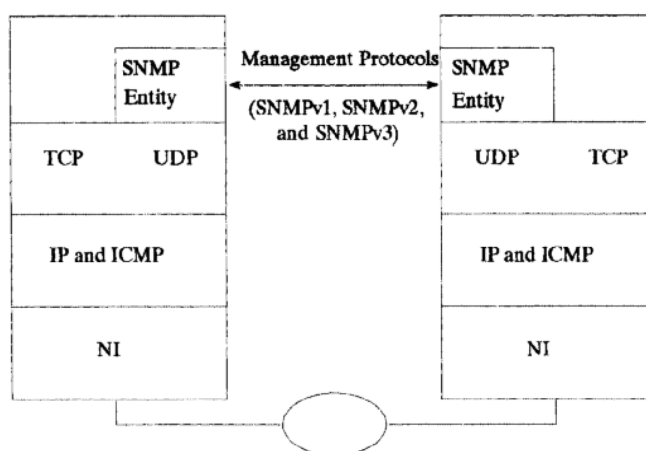 SNMP
Entity
Management Protocols
(SNMPv1, SNMPv2,
and SNMPv3)
SNMP
Entity
TCP UDP
UDP TCP
IP and ICMP
IP and ICMP
NI
NI